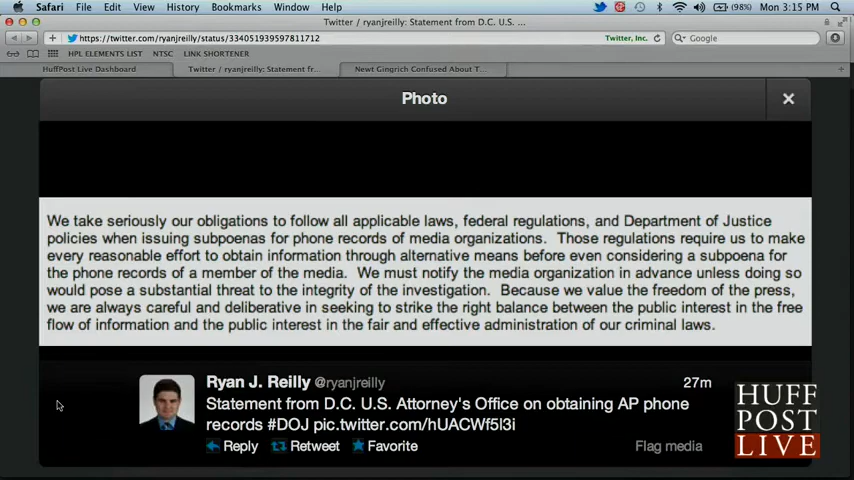 Safari File Edit View History Bookmarks Window Help (98%) Mon 3:15 PM
Twitter / ryanjreilly: Statement from D.C. U.S. ...
https://twitter.com/ryanjreilly/status/334051939597811712 Twitter, Inc. Google
HPL ELEMENTS LIST NTSC LINK SHORTENER
HuffPost Live Dashboard Twitter / ryanjreilly: Statement fr... Newt Gingrich Confused About T...
Photo
We take seriously our obligations to follow all applicable laws, federal regulations, and Department of Justice
policies when issuing subpoenas for phone records of media organizations. Those regulations require us to make
every reasonable effort to obtain information through alternative means before even considering a subpoena for
the phone records of a member of the media. We must notify the media organization in advance unless doing so
would pose a substantial threat to the integrity of the investigation. Because we value the freedom of the press,
we are always careful and deliberative in seeking to strike the right balance between the public interest in the free
flow of information and the public interest in the fair and effective administration of our criminal laws.
Ryan J. Reilly @ryanjreilly 27m
Statement from D.C. U.S. Attorney's Office on obtaining AP phone
records #DOJ pic.twitter.com/hUACWf5l3i
Reply Retweet Favorite Flag media
HUFF
POST
LIVE